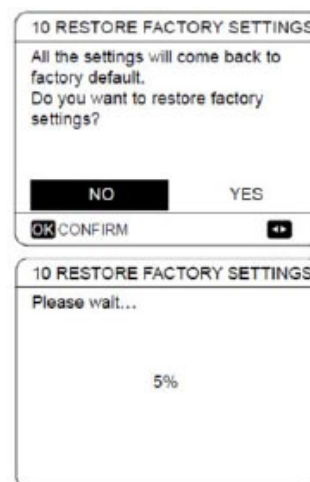 10 RESTORE FACTORY SETTINGS
All the settings will come back to
factory default.
Do you want to restore factory
settings?
NO YES
OK CONFIRM
10 RESTORE FACTORY SETTINGS
Please wait...
5%